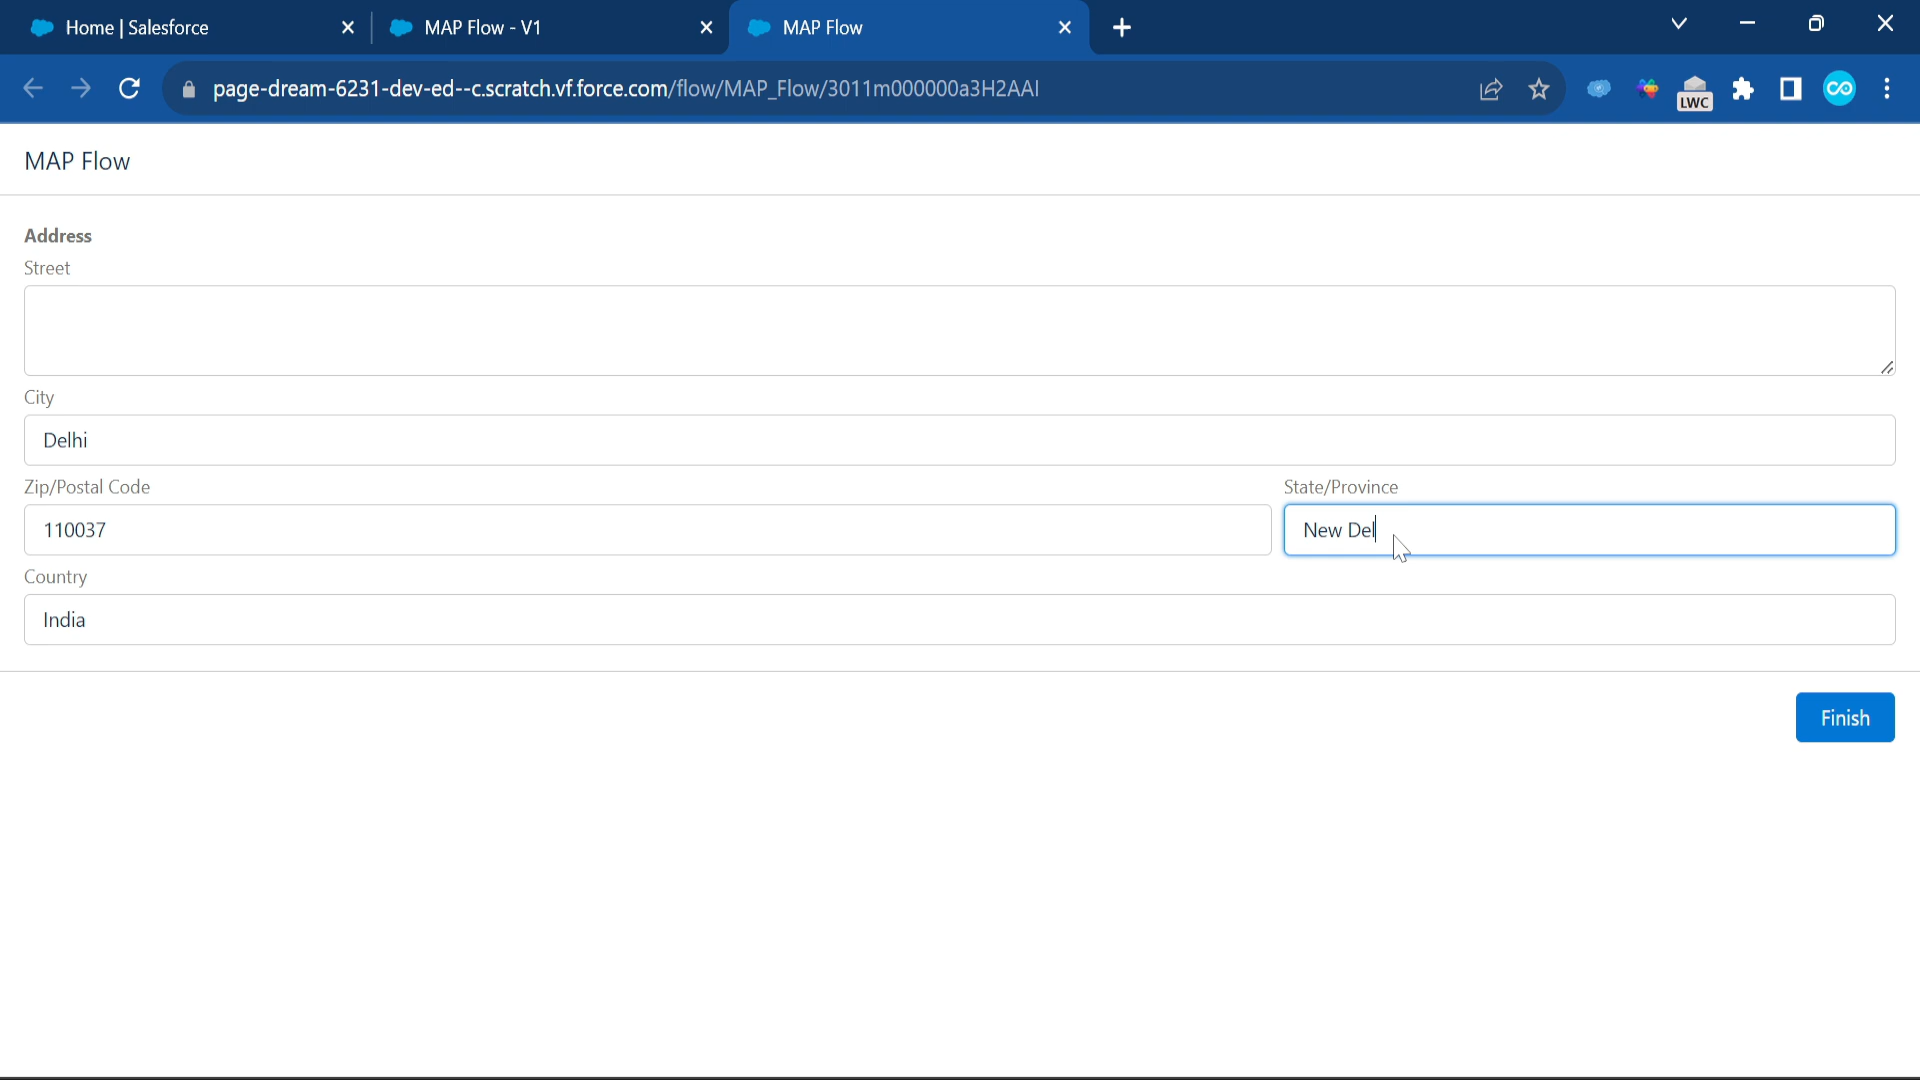 Home | Salesforce
MAP Flow - V1
MAP Flow
page-dream-6231-dev-ed--c.scratch.vf.force.com/flow/MAP_Flow/3011m000000a3H2AAI
LWC
MAP Flow
Address
Street
City
Delhi
Zip/Postal Code
State/Province
110037
New Del
Country
India
Finish